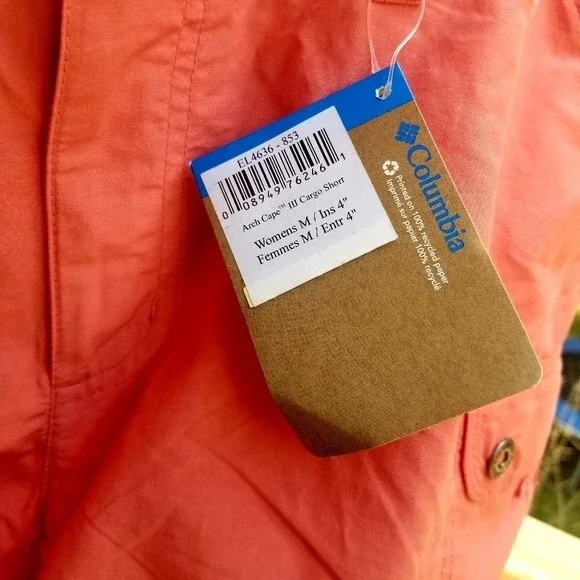 EL4636 - 853
0 08949 76246 1
Arch Cape™ III Cargo Short
Womens M / Ins 4"
Femmes M / Entr 4"
Columbia
Printed on 100% recycled paper
Imprimé sur papier 100% recyclé